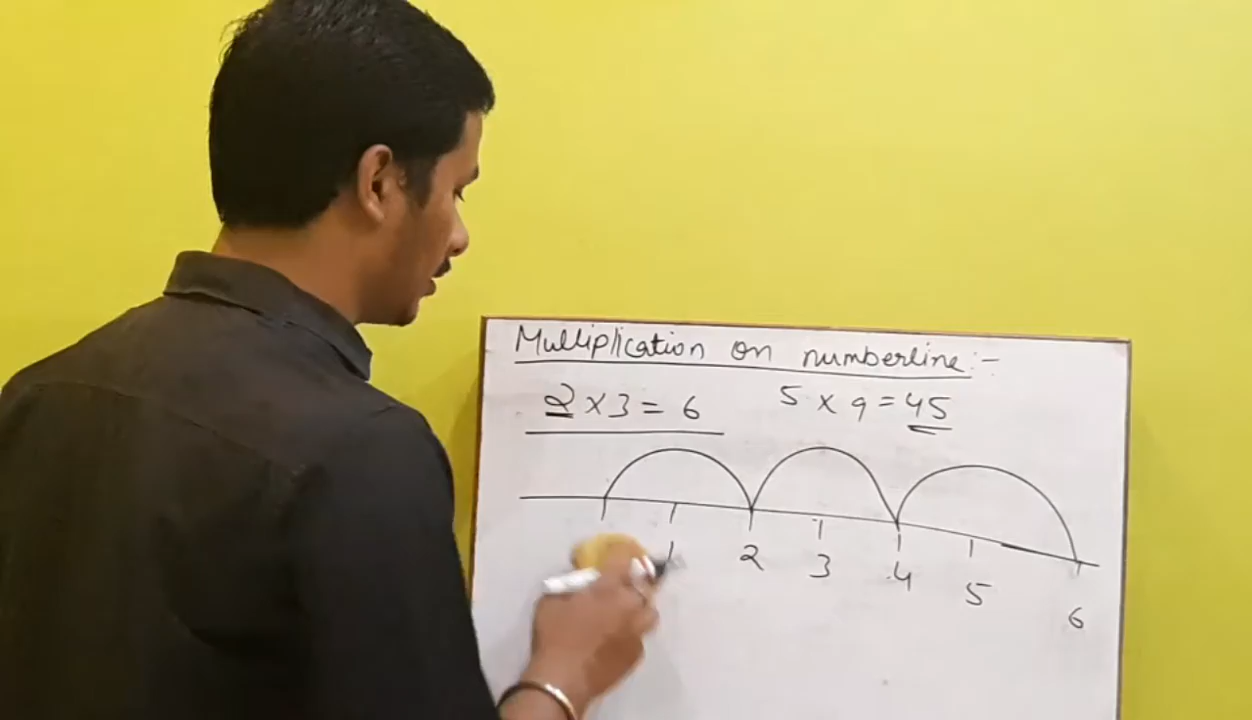 Multiplication on numberline:-
2 x 3 = 6 5 x 9 = 45
1 2 3 4 5 6